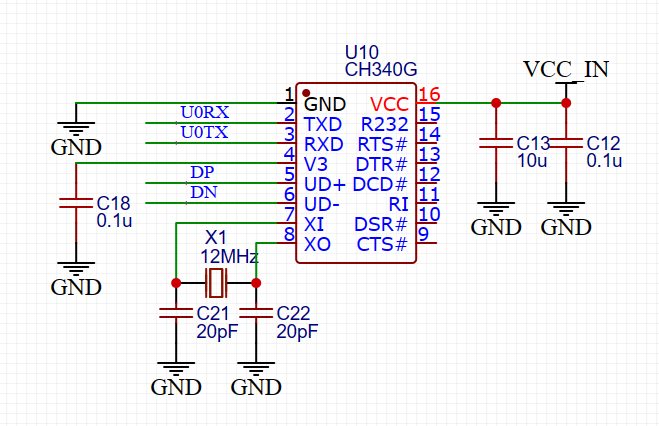 U10
CH340G
VCC_IN
1 GND VCC 16
U0RX 2 TXD R232 15
U0TX 3 RXD RTS# 14
4 V3 DTR# 13
DP 5 UD+ DCD# 12
DN 6 UD- RI 11
7 XI DSR# 10
8 XO CTS# 9
GND
C18
0.1u
GND
X1
12MHz
C21
20pF
GND
C22
20pF
GND
C13
10u
GND
C12
0.1u
GND